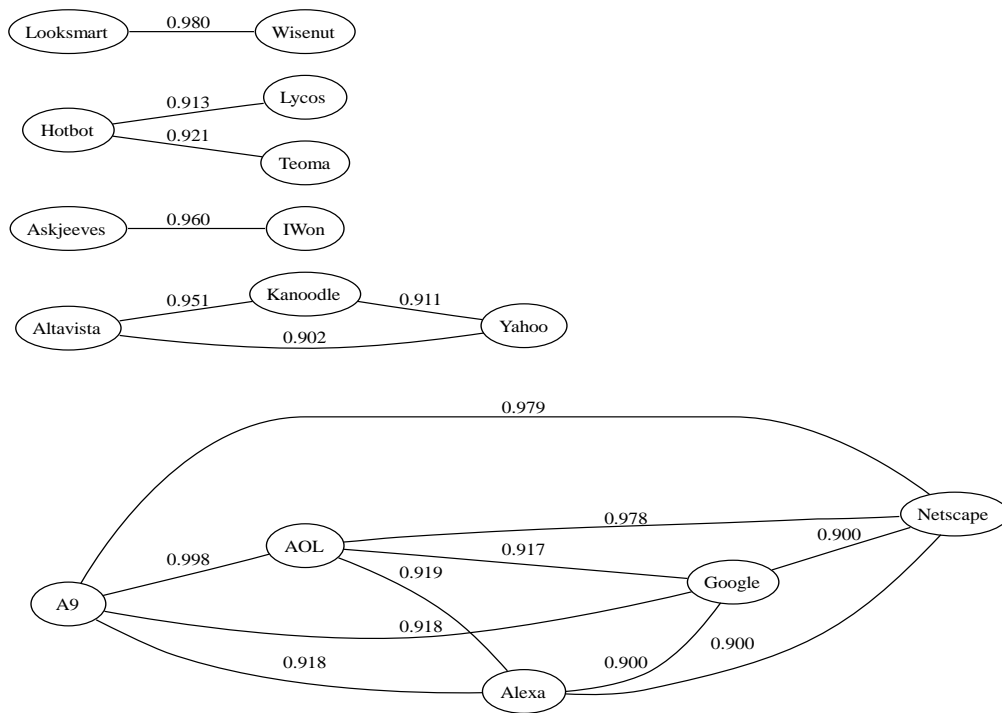 Looksmart 0.980 Wisenut
Lycos
0.913
Hotbot
0.921
Teoma
Askjeeves 0.960 IWon
Kanoodle
0.951 0.911
Altavista Yahoo
0.902
0.979
Netscape
0.978
0.900
AOL 0.917
0.998 0.919 Google
A9
0.918
0.900
0.918 0.900
Alexa